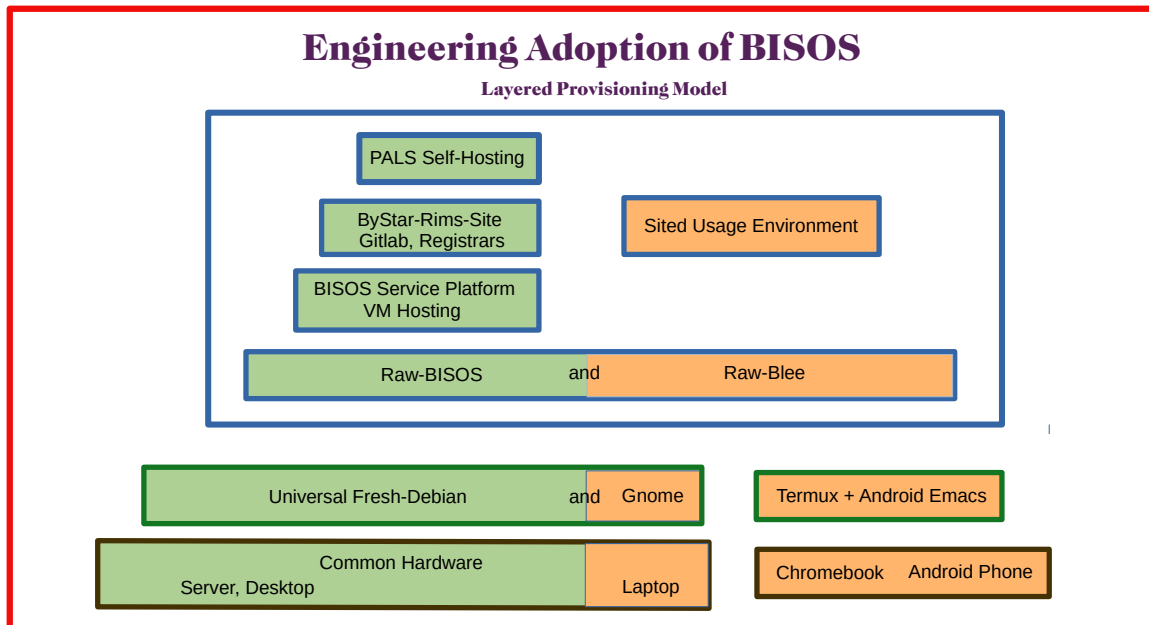 Engineering Adoption of BISOS
Layered Provisioning Model
PALS Self-Hosting
ByStar-Rims-Site
Gitlab, Registrars
Sited Usage Environment
BISOS Service Platform
VM Hosting
Raw-BISOS and Raw-Blee
Universal Fresh-Debian and Gnome
Termux + Android Emacs
Common Hardware
Server, Desktop
Laptop
Chromebook Android Phone